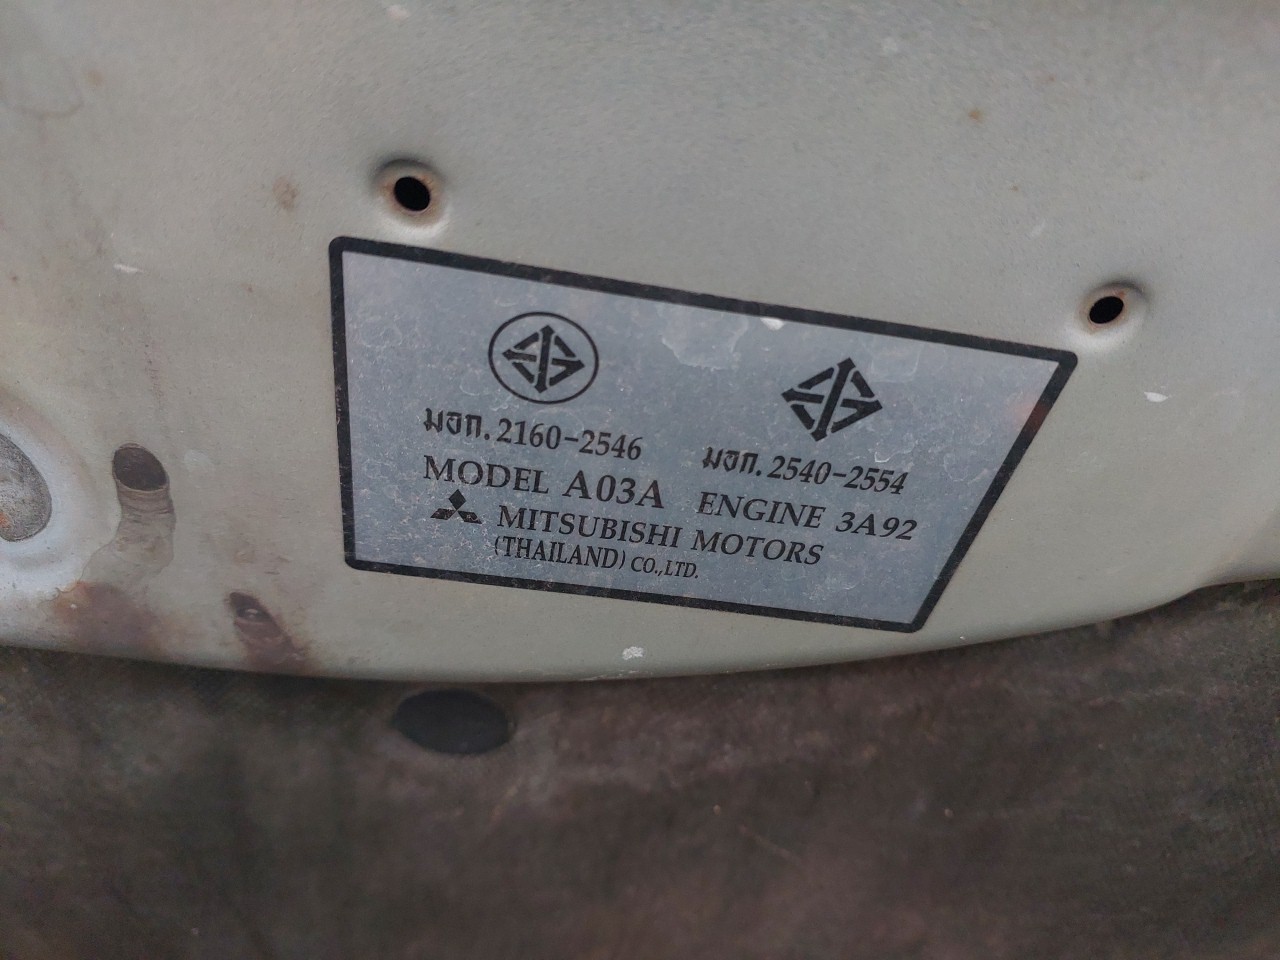 มอก. 2160-2546
มอก. 2540-2554
MODEL A03A ENGINE 3A92
MITSUBISHI MOTORS
(THAILAND) CO.,LTD.